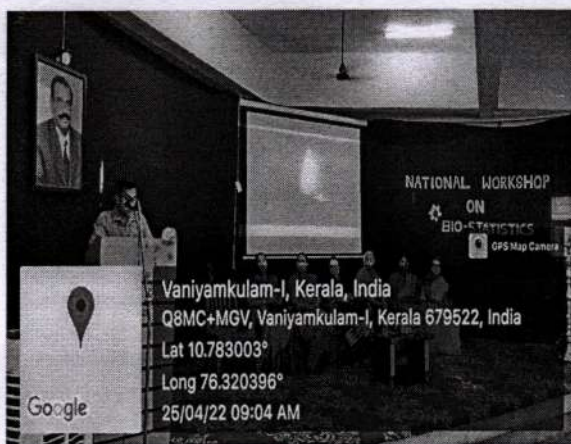 NATIONAL WORKSHOP
ON
BIO-STATISTICS
GPS Map Camera
Vaniyamkulam-I, Kerala, India
Q8MC+MGV, Vaniyamkulam-I, Kerala 679522, India
Lat 10.783003°
Long 76.320396°
25/04/22 09:04 AM
Google